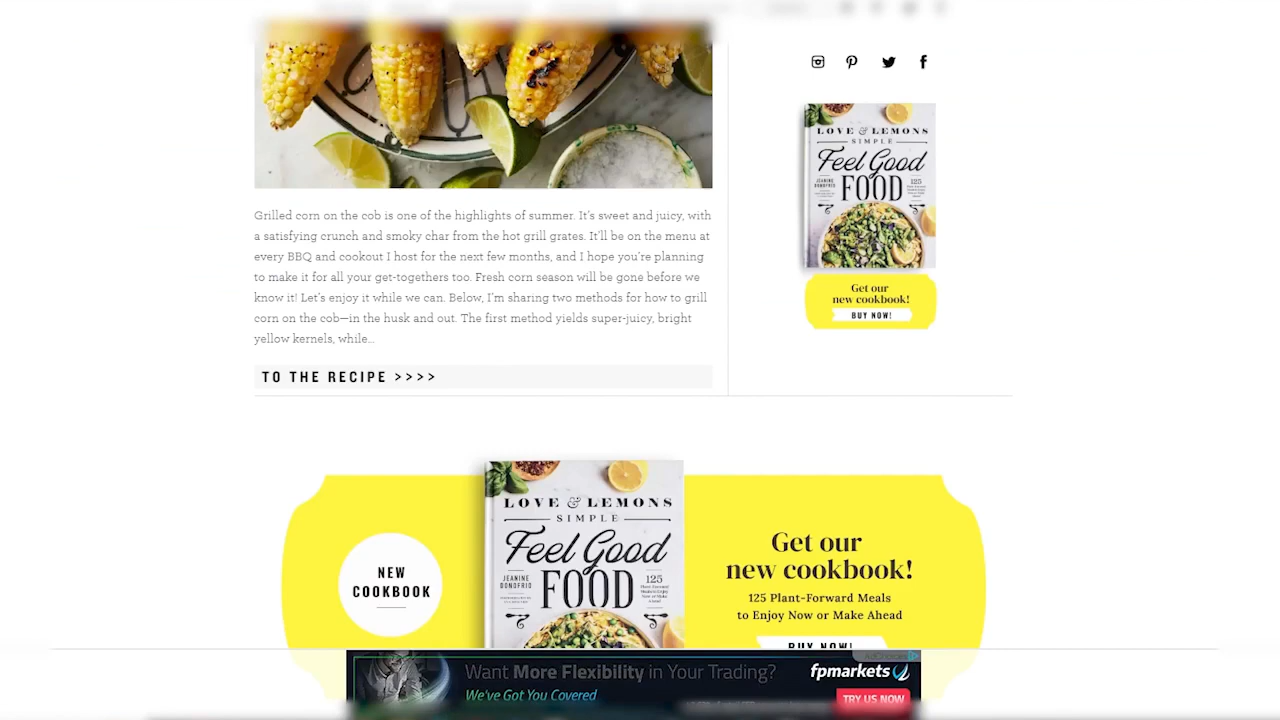 LOVE & LEMONS
SIMPLE
Feel Good
FOOD
JEANINE
DONOFRIO
125
Grilled corn on the cob is one of the highlights of summer. It's sweet and juicy, with
a satisfying crunch and smoky char from the hot grill grates. It'll be on the menu at
every BBQ and cookout I host for the next few months, and I hope you're planning
to make it for all your get-togethers too. Fresh corn season will be gone before we
know it! Let's enjoy it while we can. Below, I'm sharing two methods for how to grill
corn on the cob—in the husk and out. The first method yields super-juicy, bright
yellow kernels, while...
Get our
new cookbook!
BUY NOW!
TO THE RECIPE >>>>
NEW
COOKBOOK
LOVE & LEMONS
SIMPLE
Feel Good
FOOD
JEANINE
DONOFRIO
125
Get our
new cookbook!
125 Plant-Forward Meals
to Enjoy Now or Make Ahead
BUY NOW!
Want More Flexibility in Your Trading?
We've Got You Covered
fpmarkets
TRY US NOW